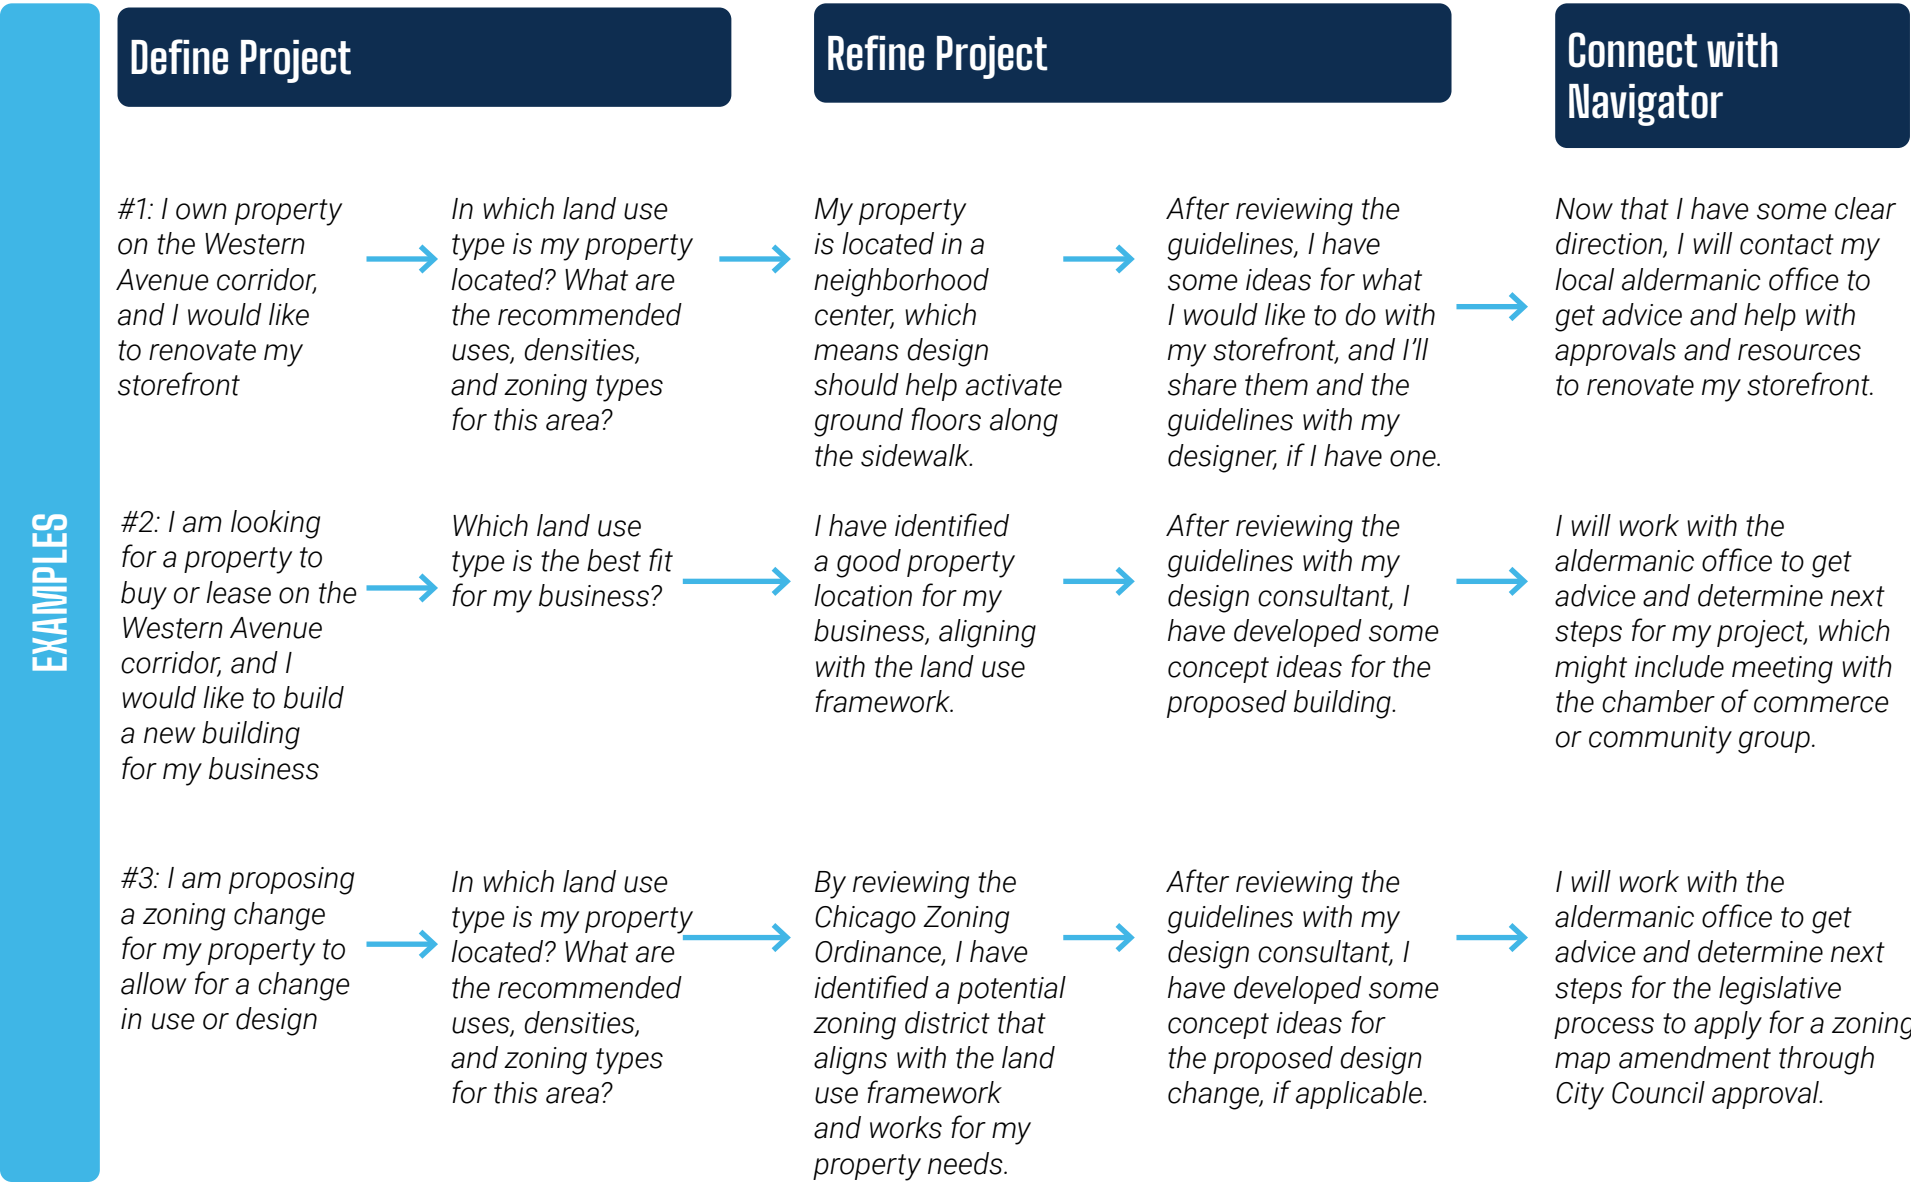 EXAMPLES
Define Project
Refine Project
Connect with
Navigator
#1: I own property
on the Western
Avenue corridor,
and I would like
to renovate my
storefront
In which land use
type is my property
located? What are
the recommended
uses, densities,
and zoning types
for this area?
My property
is located in a
neighborhood
center, which
means design
should help activate
ground floors along
the sidewalk.
After reviewing the
guidelines, I have
some ideas for what
I would like to do with
my storefront, and I’ll
share them and the
guidelines with my
designer, if I have one.
Now that I have some clear
direction, I will contact my
local aldermanic office to
get advice and help with
approvals and resources
to renovate my storefront.
#2: I am looking
for a property to
buy or lease on the
Western Avenue
corridor, and I
would like to build
a new building
for my business
Which land use
type is the best fit
for my business?
I have identified
a good property
location for my
business, aligning
with the land use
framework.
After reviewing the
guidelines with my
design consultant, I
have developed some
concept ideas for the
proposed building.
I will work with the
aldermanic office to get
advice and determine next
steps for my project, which
might include meeting with
the chamber of commerce
or community group.
#3: I am proposing
a zoning change
for my property to
allow for a change
in use or design
In which land use
type is my property
located? What are
the recommended
uses, densities,
and zoning types
for this area?
By reviewing the
Chicago Zoning
Ordinance, I have
identified a potential
zoning district that
aligns with the land
use framework
and works for my
property needs.
After reviewing the
guidelines with my
design consultant, I
have developed some
concept ideas for
the proposed design
change, if applicable.
I will work with the
aldermanic office to get
advice and determine next
steps for the legislative
process to apply for a zoning
map amendment through
City Council approval.